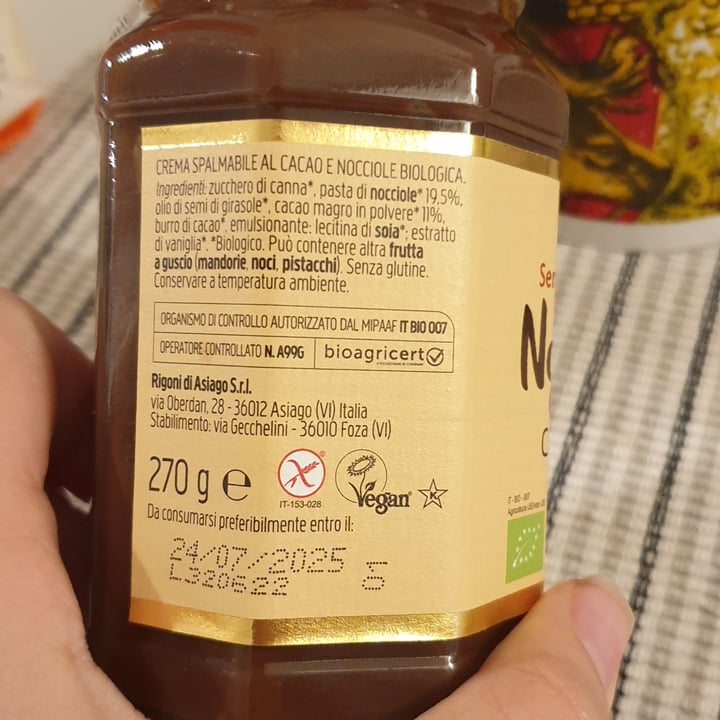 CREMA SPALMABILE AL CACAO E NOCCIOLE BIOLOGICA.
Ingredienti: zucchero di canna*, pasta di nocciole* 19,5%,
olio di semi di girasole*, cacao magro in polvere* 11%,
burro di cacao*, emulsionante: lecitina di soia*; estratto
di vaniglia*. *Biologico. Può contenere altra frutta
a guscio (mandorle, noci, pistacchi). Senza glutine.
Conservare a temperatura ambiente.
ORGANISMO DI CONTROLLO AUTORIZZATO DAL MIPAAF IT BIO 007
OPERATORE CONTROLLATO N. A99G
bioagricert
Rigoni di Asiago S.r.l.
via Oberdan, 28 - 36012 Asiago (VI) Italia
Stabilimento: via Gecchelini - 36010 Foza (VI)
270 g e
IT-153-028
Vegan
K
Da consumarsi preferibilmente entro il:
24/07/2025
L320622
IT-BIO-007